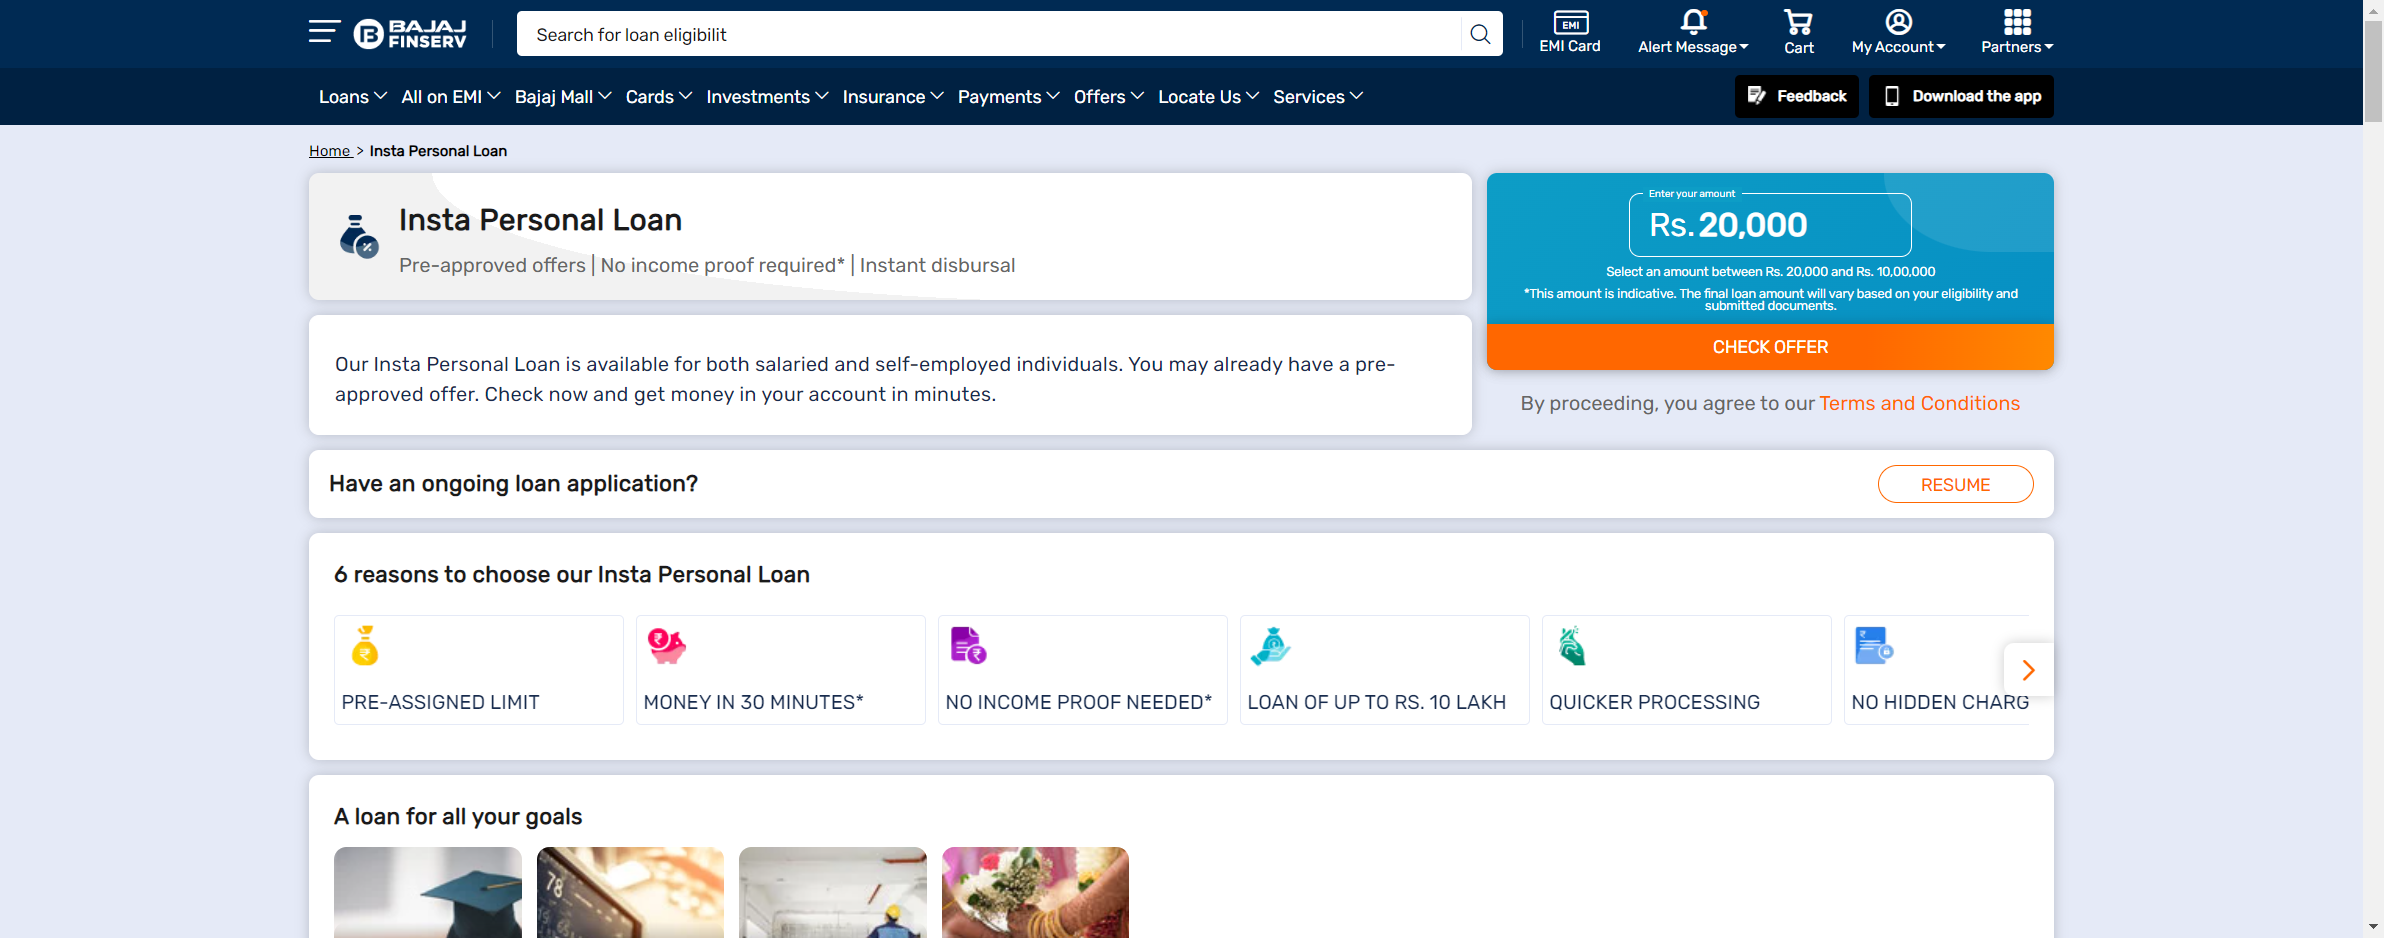 BAJAJ
FINSERV
Search for loan eligibilit
EMI
EMI Card
Alert Message
Cart
My Account
Partners
Loans
All on EMI
Bajaj Mall
Cards
Investments
Insurance
Payments
Offers
Locate Us
Services
Feedback
Download the app
Home > Insta Personal Loan
Insta Personal Loan
Pre-approved offers | No income proof required* | Instant disbursal
Enter your amount
Rs. 20,000
Select an amount between Rs. 20,000 and Rs. 10,00,000
*This amount is indicative. The final loan amount will vary based on your eligibility and
submitted documents.
CHECK OFFER
By proceeding, you agree to our Terms and Conditions
Our Insta Personal Loan is available for both salaried and self-employed individuals. You may already have a pre-
approved offer. Check now and get money in your account in minutes.
Have an ongoing loan application?
RESUME
6 reasons to choose our Insta Personal Loan
PRE-ASSIGNED LIMIT
MONEY IN 30 MINUTES*
NO INCOME PROOF NEEDED*
LOAN OF UP TO RS. 10 LAKH
QUICKER PROCESSING
NO HIDDEN CHARG
A loan for all your goals
78